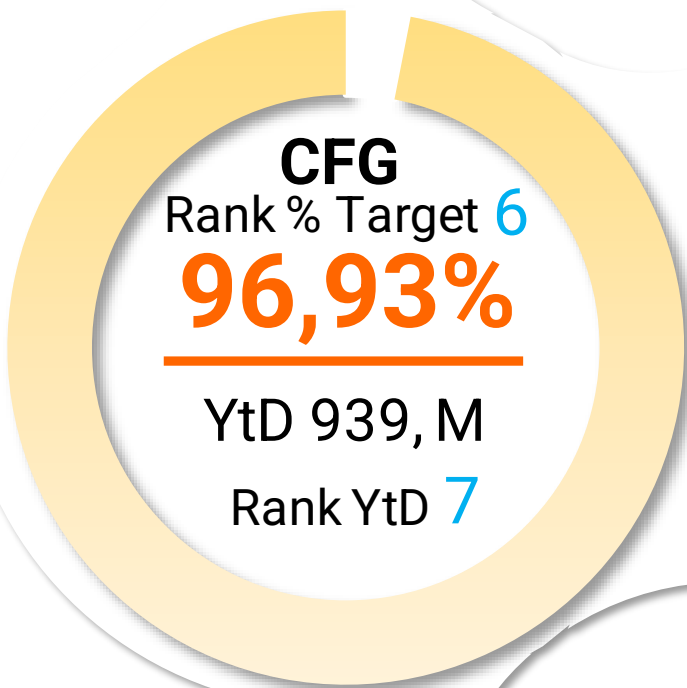 CFG
Rank % Target 6
96,93%
YtD 939, M
Rank YtD 7